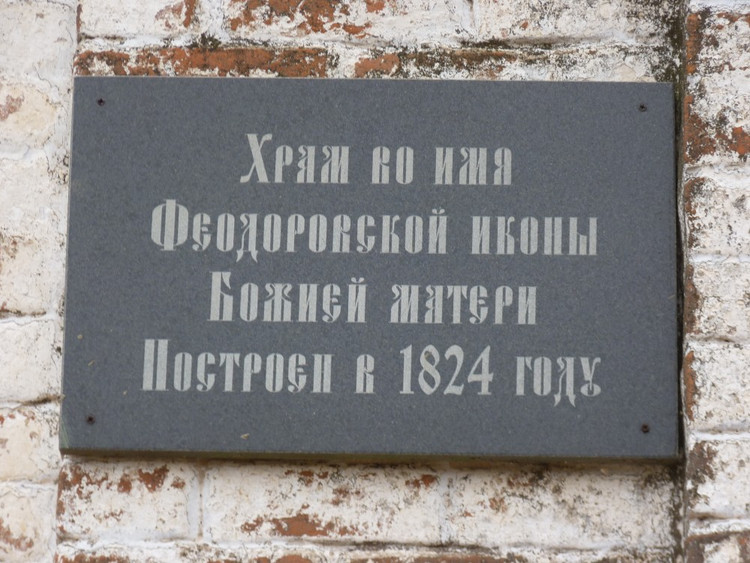 Храм во имя
Феодоровской иконы
Божией матери
Построен в 1824 году